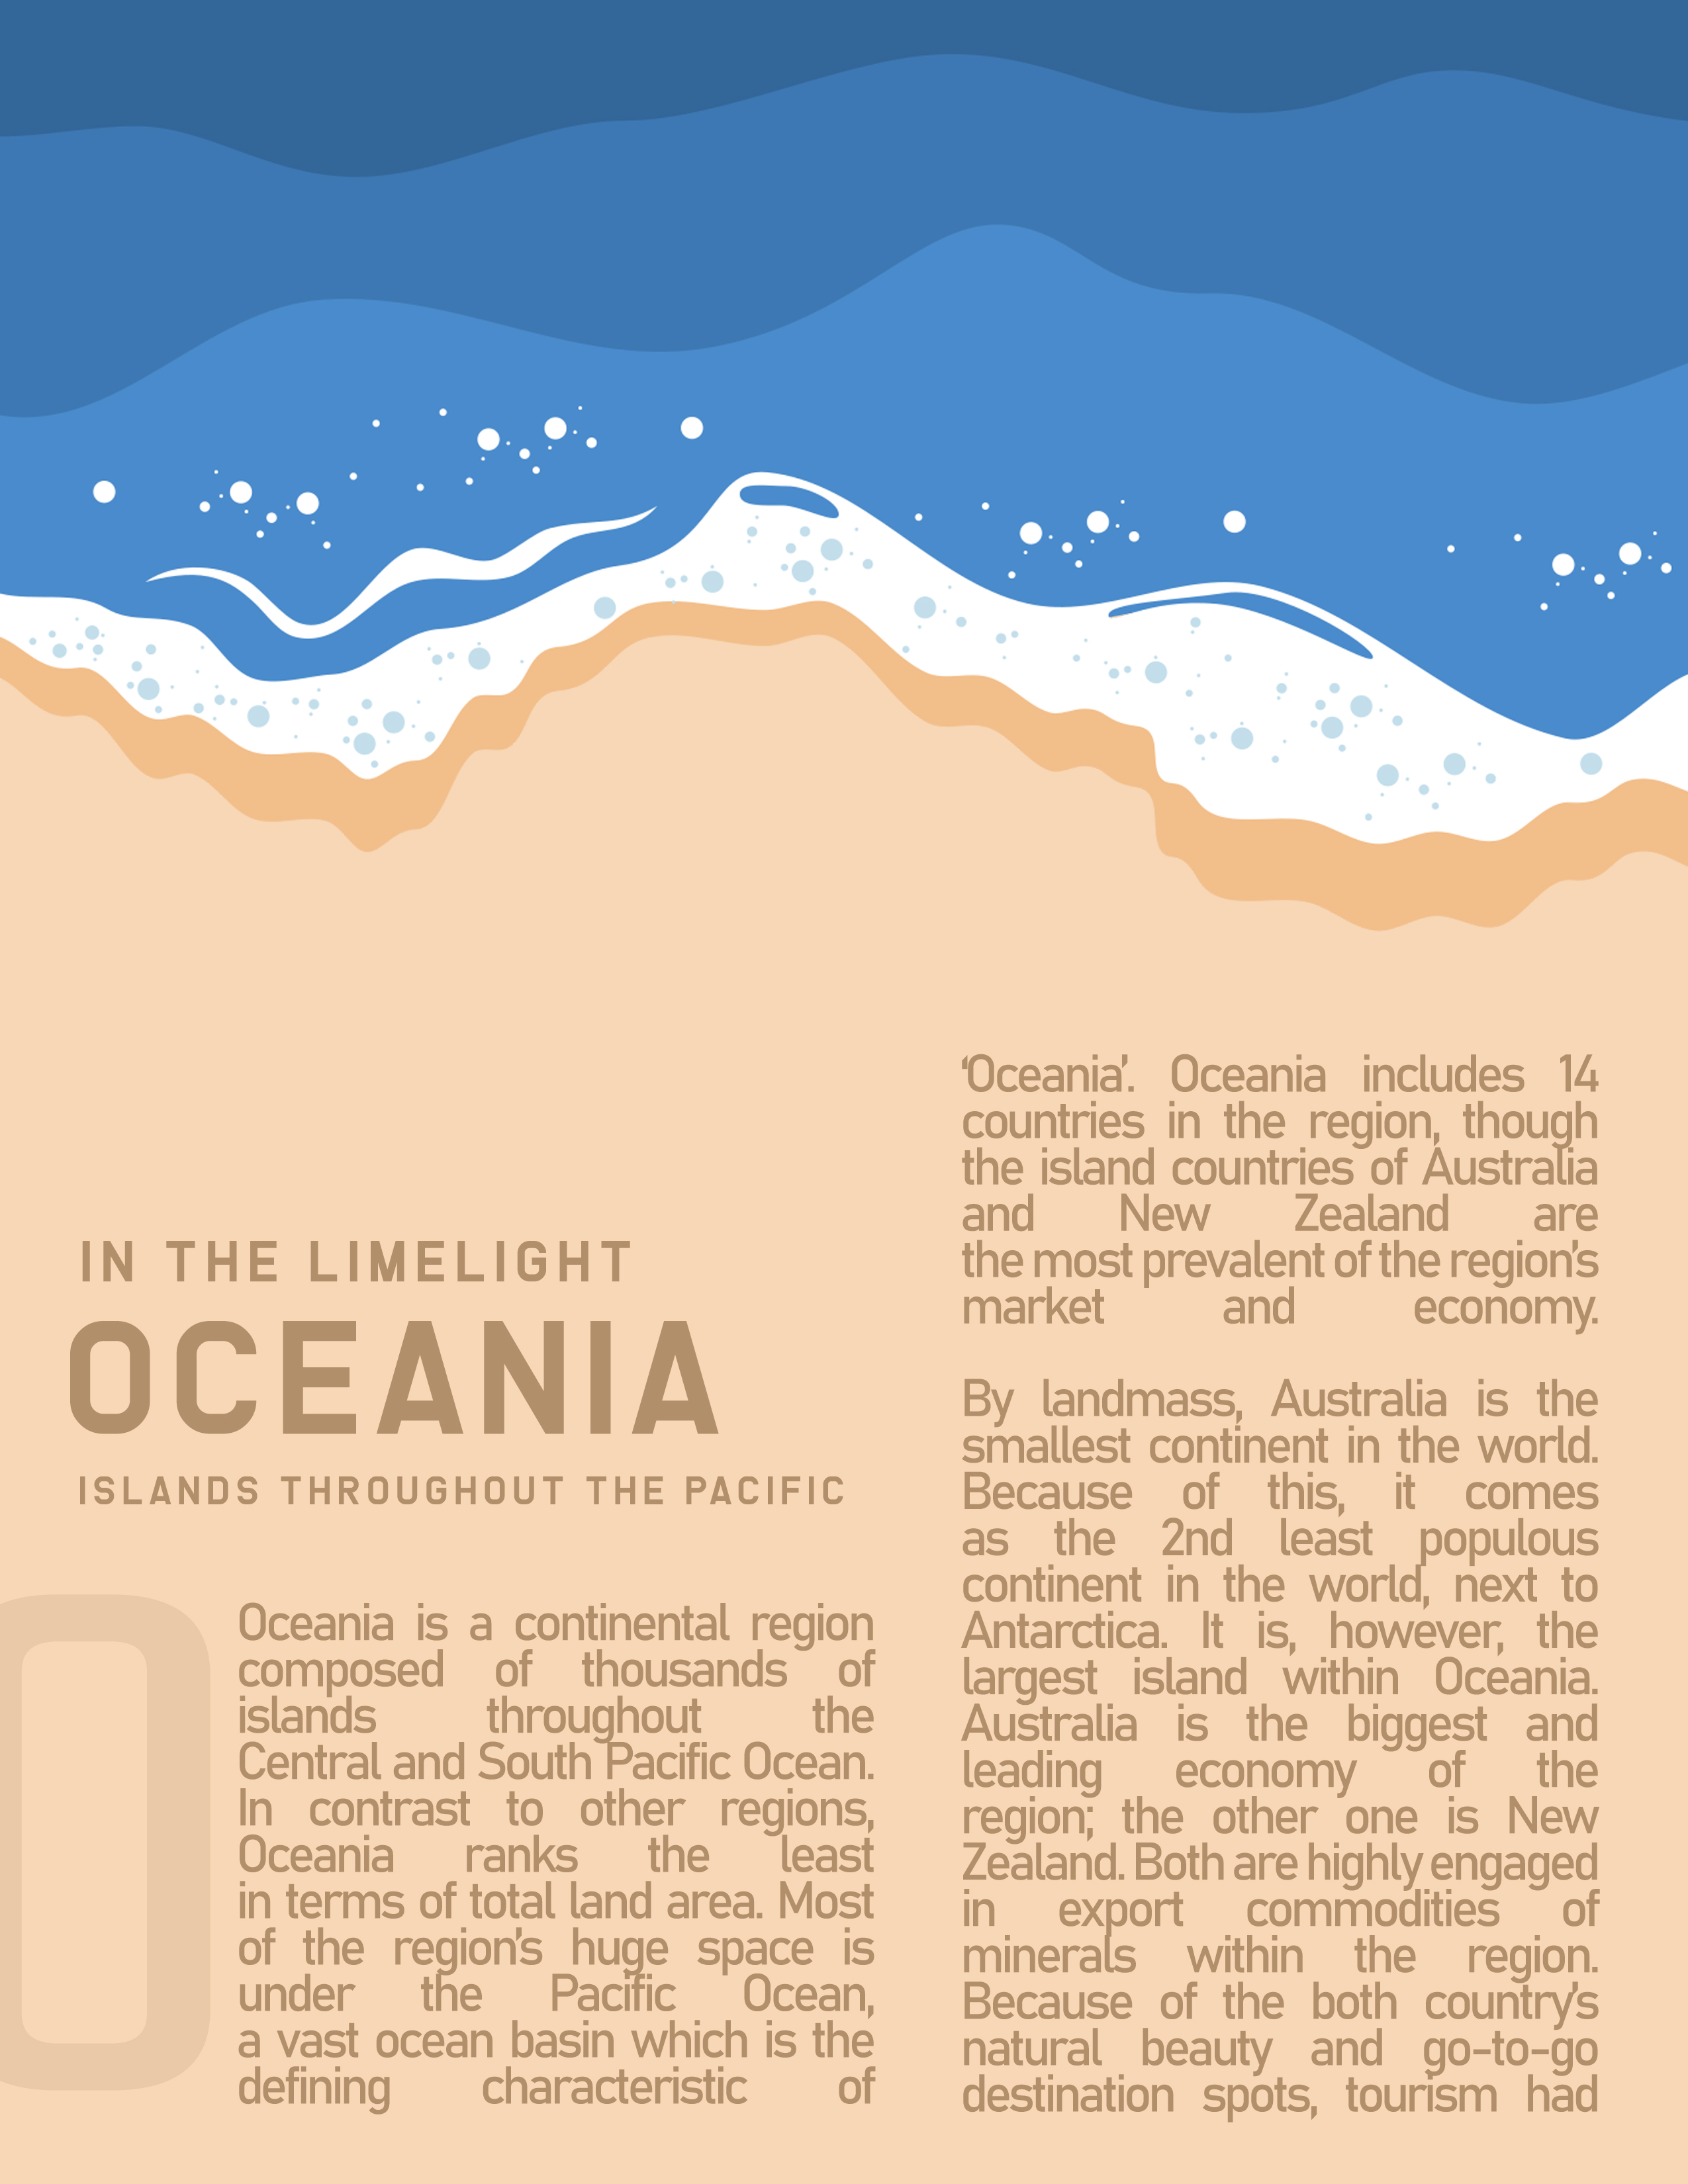 IN THE LIMELIGHT
OCEANIA
ISLANDS THROUGHOUT THE PACIFIC
O
Oceania is a continental region
composed of thousands of
islands throughout the
Central and South Pacific Ocean.
In contrast to other regions,
Oceania ranks the least
in terms of total land area. Most
of the region's huge space is
under the Pacific Ocean,
a vast ocean basin which is the
defining characteristic of
'Oceania'. Oceania includes 14
countries in the region, though
the island countries of Australia
and New Zealand are
the most prevalent of the region's
market and economy.
By landmass, Australia is the
smallest continent in the world.
Because of this, it comes
as the 2nd least populous
continent in the world, next to
Antarctica. It is, however, the
largest island within Oceania.
Australia is the biggest and
leading economy of the
region; the other one is New
Zealand. Both are highly engaged
in export commodities of
minerals within the region.
Because of the both country's
natural beauty and go-to-go
destination spots, tourism had